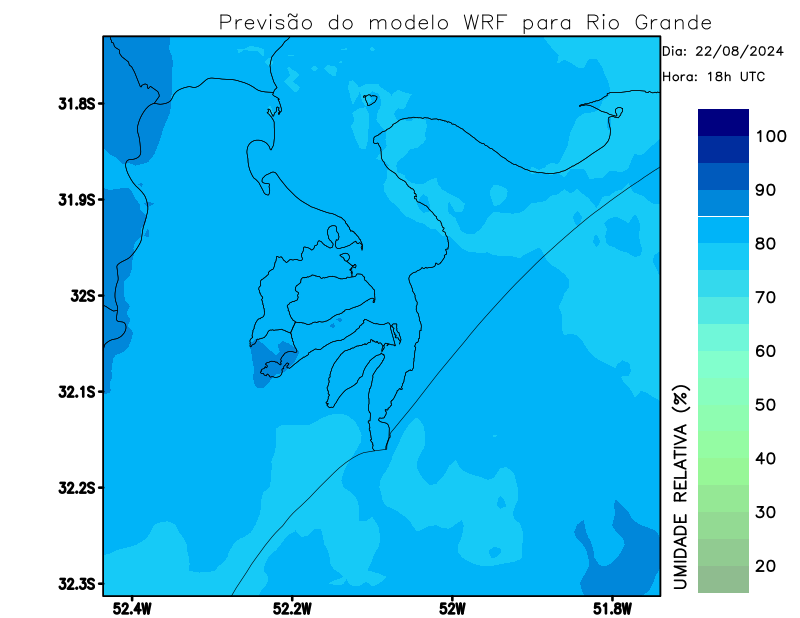 Previsão do modelo WRF para Rio Grande
Dia: 22/08/2024
Hora: 18h UTC
31.8S
31.9S
32S
32.1S
32.2S
32.3S
52.4W
52.2W
52W
51.8W
100
90
80
70
60
50
40
30
20
UMIDADE RELATIVA (%)